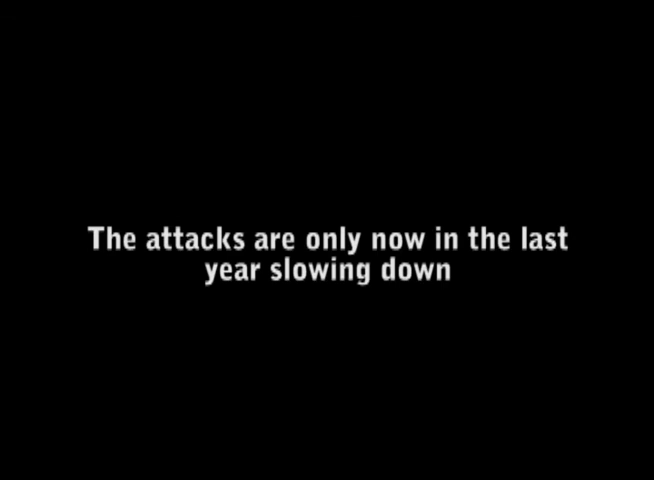 The attacks are only now in the last
year slowing down